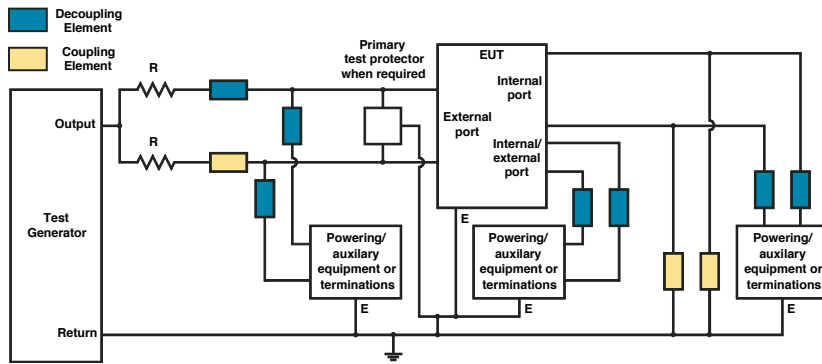 Decoupling
Element
Coupling
Element
R
R
Test
Generator
Output
Return
Primary
test protector
when required
EUT
Internal
port
External
port
Internal/
external
port
E
Powering/
auxilary
equipment or
terminations
E
Powering/
auxilary
equipment or
terminations
E
Powering/
auxilary
equipment or
terminations
E